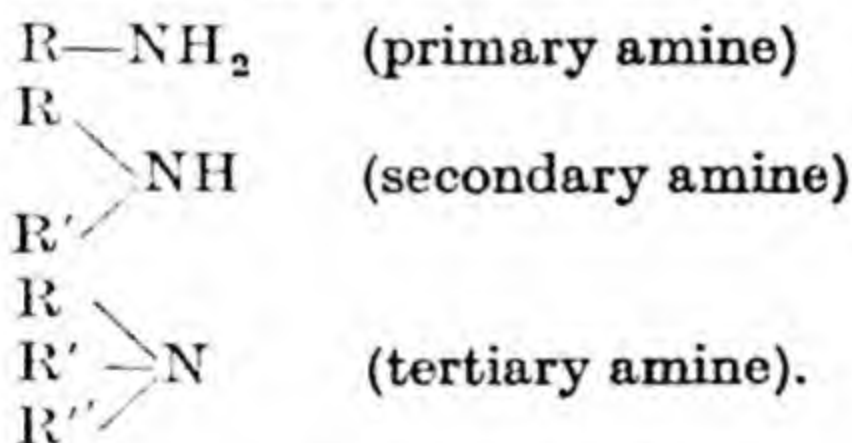 R—NH₂ (primary amine)
R
NH (secondary amine)
R′
R
R′ —N (tertiary amine).
R′′